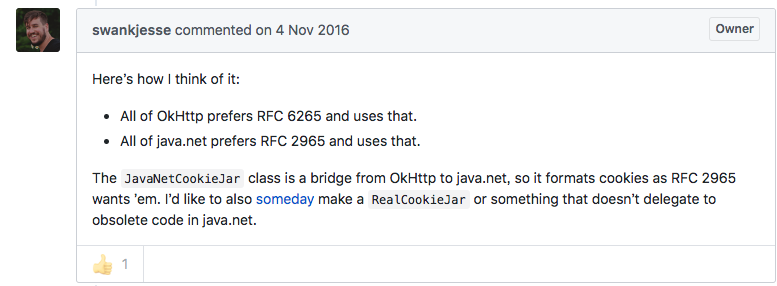 swankjesse commented on 4 Nov 2016
Owner
Here’s how I think of it:
• All of OkHttp prefers RFC 6265 and uses that.
• All of java.net prefers RFC 2965 and uses that.
The JavaNetCookieJar class is a bridge from OkHttp to java.net, so it formats cookies as RFC 2965
wants 'em. I’d like to also someday make a RealCookieJar or something that doesn’t delegate to
obsolete code in java.net.
👍 1